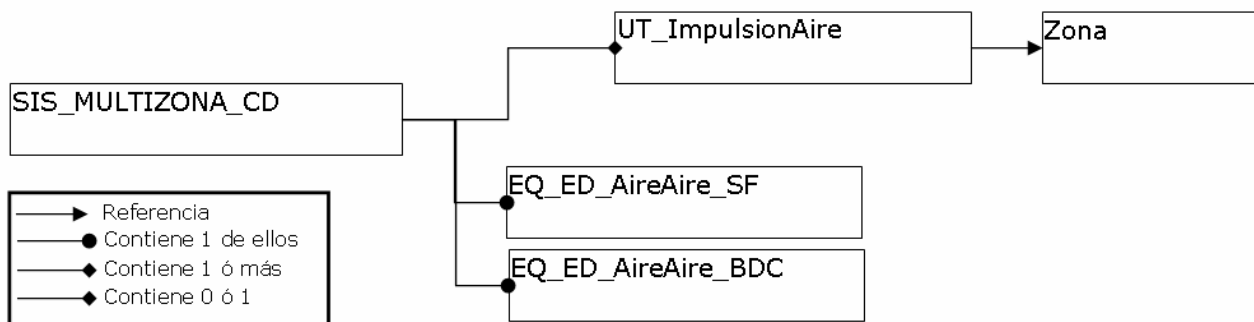 UT_ImpulsionAire
Zona
SIS_MULTIZONA_CD
EQ_ED_AireAire_SF
EQ_ED_AireAire_BDC
Referencia
Contiene 1 de ellos
Contiene 1 ó más
Contiene 0 ó 1